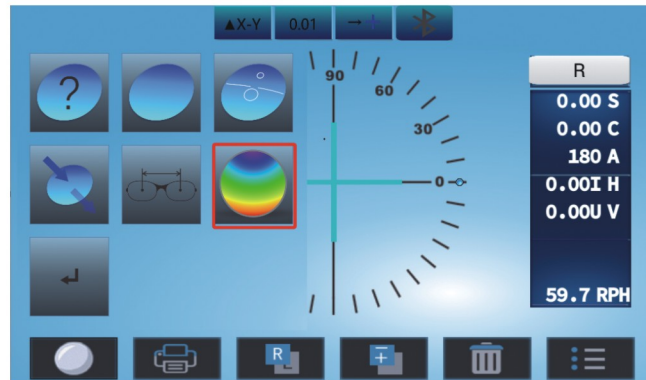 ▲X-Y 0.01 →+
?
90
60
30
0
R
0.00 S
0.00 C
180 A
0.00I H
0.00U V
59.7 RPH
R L